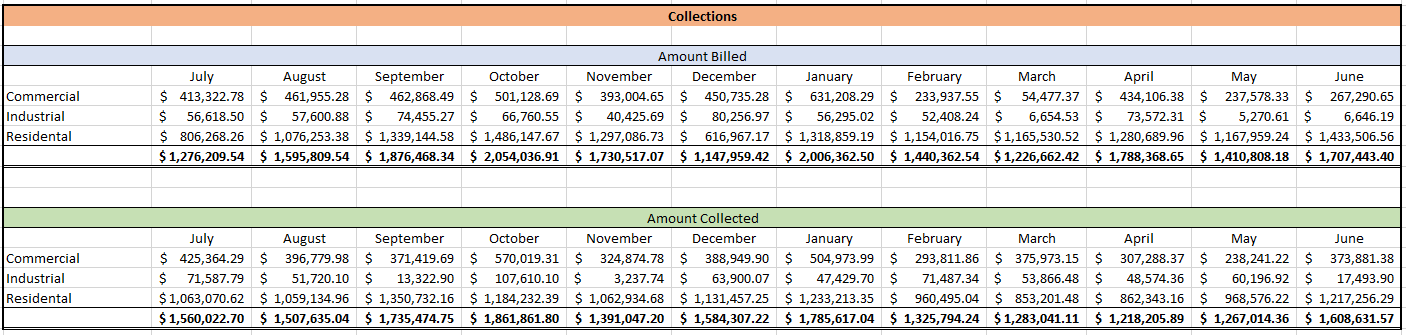 Collections
Amount Billed
July August September October November December January February March April May June
Commercial $ 413,322.78 $ 461,955.28 $ 462,868.49 $ 501,128.69 $ 393,004.65 $ 450,735.28 $ 631,208.29 $ 233,937.55 $ 54,477.37 $ 434,106.38 $ 237,578.33 $ 267,290.65
Industrial $ 56,618.50 $ 57,600.88 $ 74,455.27 $ 66,760.55 $ 40,425.69 $ 80,256.97 $ 56,295.02 $ 52,408.24 $ 6,654.53 $ 73,572.31 $ 5,270.61 $ 6,646.19
Residental $ 806,268.26 $ 1,076,253.38 $ 1,339,144.58 $ 1,486,147.67 $ 1,297,086.73 $ 616,967.17 $ 1,318,859.19 $ 1,154,016.75 $ 1,165,530.52 $ 1,280,689.96 $ 1,167,959.24 $ 1,433,506.56
$ 1,276,209.54 $ 1,595,809.54 $ 1,876,468.34 $ 2,054,036.91 $ 1,730,517.07 $ 1,147,959.42 $ 2,006,362.50 $ 1,440,362.54 $ 1,226,662.42 $ 1,788,368.65 $ 1,410,808.18 $ 1,707,443.40
Amount Collected
July August September October November December January February March April May June
Commercial $ 425,364.29 $ 396,779.98 $ 371,419.69 $ 570,019.31 $ 324,874.78 $ 388,949.90 $ 504,973.99 $ 293,811.86 $ 375,973.15 $ 307,288.37 $ 238,241.22 $ 373,881.38
Industrial $ 71,587.79 $ 51,720.10 $ 13,322.90 $ 107,610.10 $ 3,237.74 $ 63,900.07 $ 47,429.70 $ 71,487.34 $ 53,866.48 $ 48,574.36 $ 60,196.92 $ 17,493.90
Residental $ 1,063,070.62 $ 1,059,134.96 $ 1,350,732.16 $ 1,184,232.39 $ 1,062,934.68 $ 1,131,457.25 $ 1,233,213.35 $ 960,495.04 $ 853,201.48 $ 862,343.16 $ 968,576.22 $ 1,217,256.29
$ 1,560,022.70 $ 1,507,635.04 $ 1,735,474.75 $ 1,861,861.80 $ 1,391,047.20 $ 1,584,307.22 $ 1,785,617.04 $ 1,325,794.24 $ 1,283,041.11 $ 1,218,205.89 $ 1,267,014.36 $ 1,608,631.57